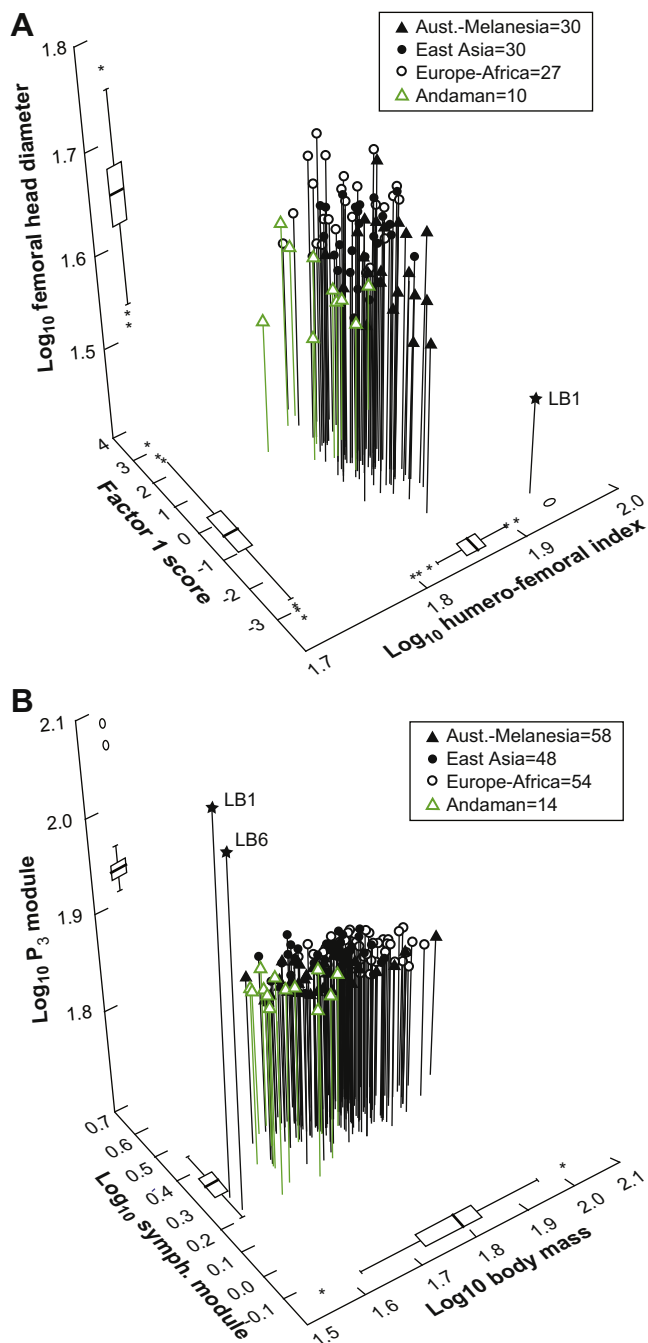 A
Aust.-Melanesia=30
East Asia=30
Europe-Africa=27
Andaman=10
Log10 femoral head diameter
1.8
1.7
1.6
1.5
LB1
Factor 1 score
4
3
2
1
0
-1
-2
-3
Log10 humero-femoral index
1.7
1.8
1.9
2.0
B
Aust.-Melanesia=58
East Asia=48
Europe-Africa=54
Andaman=14
Log10 P3 module
2.1
2.0
1.9
1.8
LB1
LB6
Log10 symph. module
0.7
0.6
0.5
0.4
0.3
0.2
0.1
0.0
-0.1
Log10 body mass
1.5
1.6
1.7
1.8
1.9
2.0
2.1